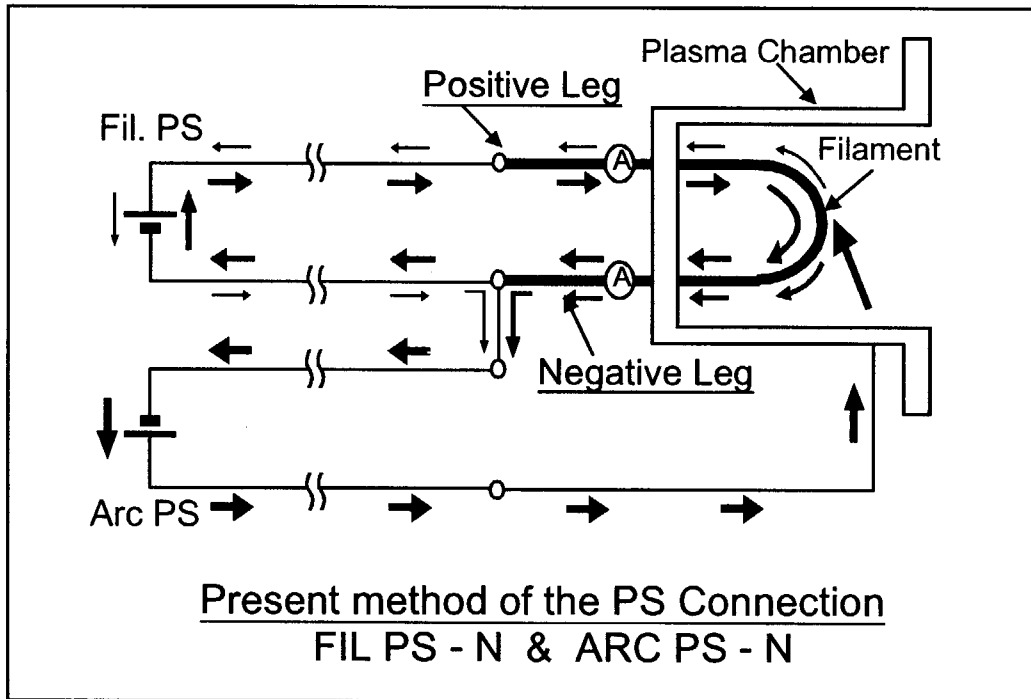 Plasma Chamber
Positive Leg
Fil. PS
Filament
A
A
Negative Leg
Arc PS
Present method of the PS Connection
FIL PS - N & ARC PS - N